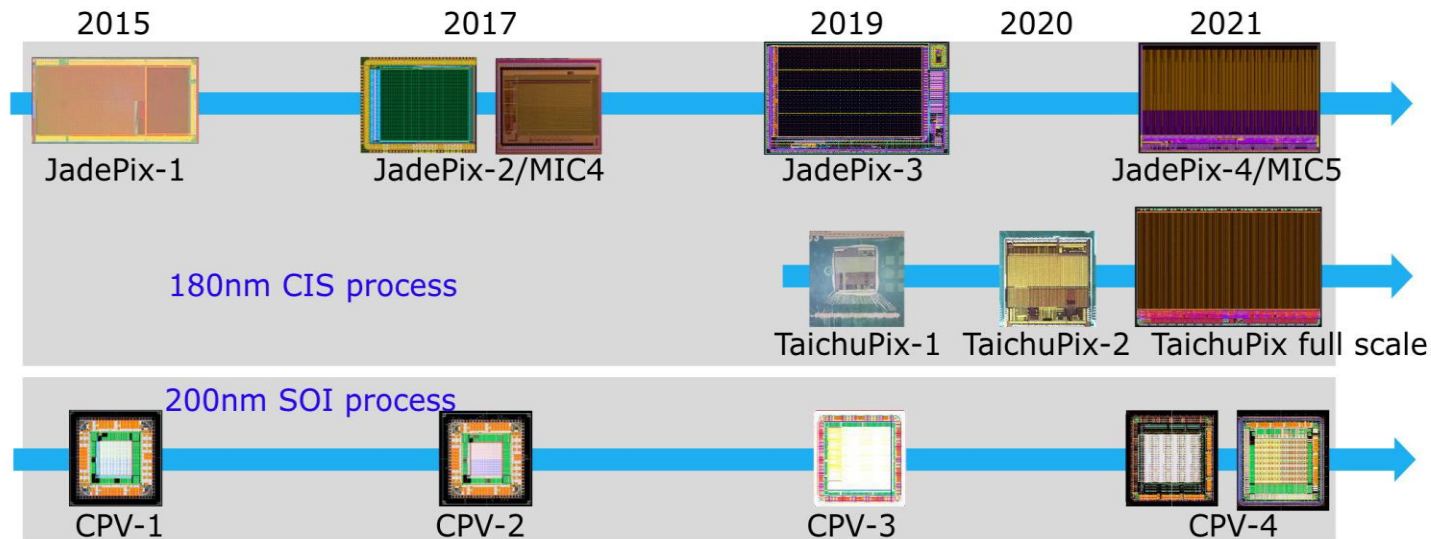 2015 2017 2019 2020 2021
JadePix-1 JadePix-2/MIC4 JadePix-3 JadePix-4/MIC5
180nm CIS process
TaichuPix-1 TaichuPix-2 TaichuPix full scale
200nm SOI process
CPV-1 CPV-2 CPV-3 CPV-4